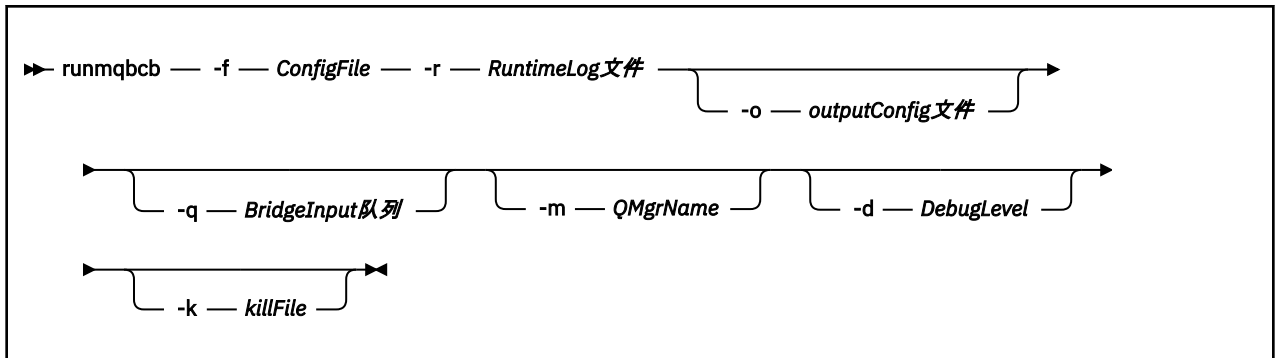 runmqbcb -f ConfigFile -r RuntimeLog文件
-o outputConfig文件
-q BridgeInput队列 -m QMgrName -d DebugLevel
-k killFile